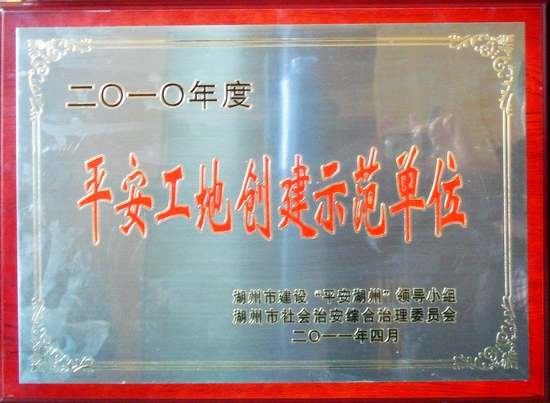 二〇一〇年度
平安工地创建示范单位
湖州市建设“平安湖州”领导小组
湖州市社会治安综合治理委员会
二〇一一年四月